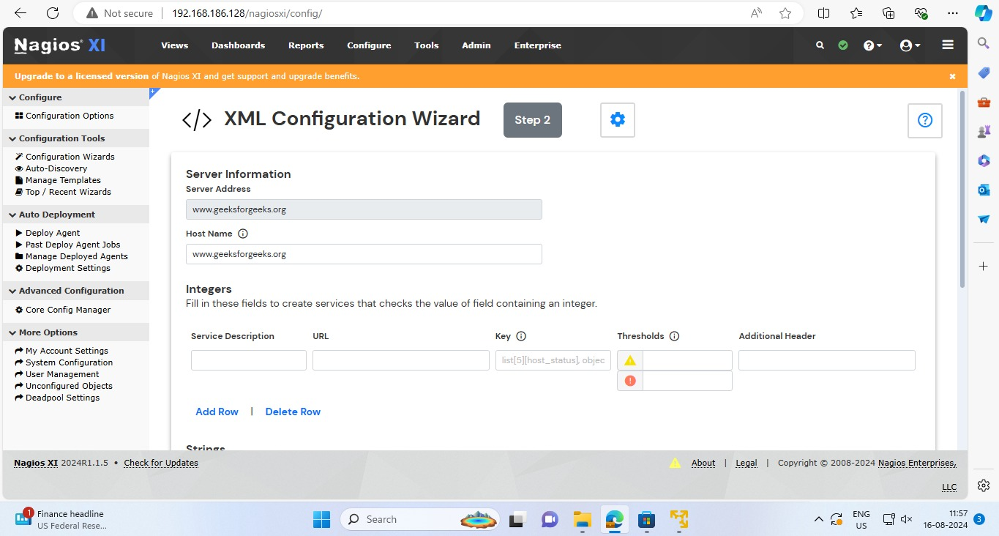 Not secure 192.168.186.128/nagiosxi/config/
Nagios® XI Views Dashboards Reports Configure Tools Admin Enterprise
Upgrade to a licensed version of Nagios XI and get support and upgrade benefits.
Configure
Configuration Options
Configuration Tools
Configuration Wizards
Auto-Discovery
Manage Templates
Top / Recent Wizards
Auto Deployment
Deploy Agent
Past Deploy Agent Jobs
Manage Deployed Agents
Deployment Settings
Advanced Configuration
Core Config Manager
More Options
My Account Settings
System Configuration
User Management
Unconfigured Objects
Deadpool Settings
</> XML Configuration Wizard Step 2
Server Information
Server Address
www.geeksforgeeks.org
Host Name
www.geeksforgeeks.org
Integers
Fill in these fields to create services that checks the value of field containing an integer.
Service Description URL Key Thresholds Additional Header
list[5][host_status], objec
Add Row | Delete Row
Strings
Nagios XI 2024R1.1.5 • Check for Updates About | Legal | Copyright © 2008-2024 Nagios Enterprises,
LLC
1 Finance headline
US Federal Rese...
Search
ENG
US
11:57
16-08-2024
3